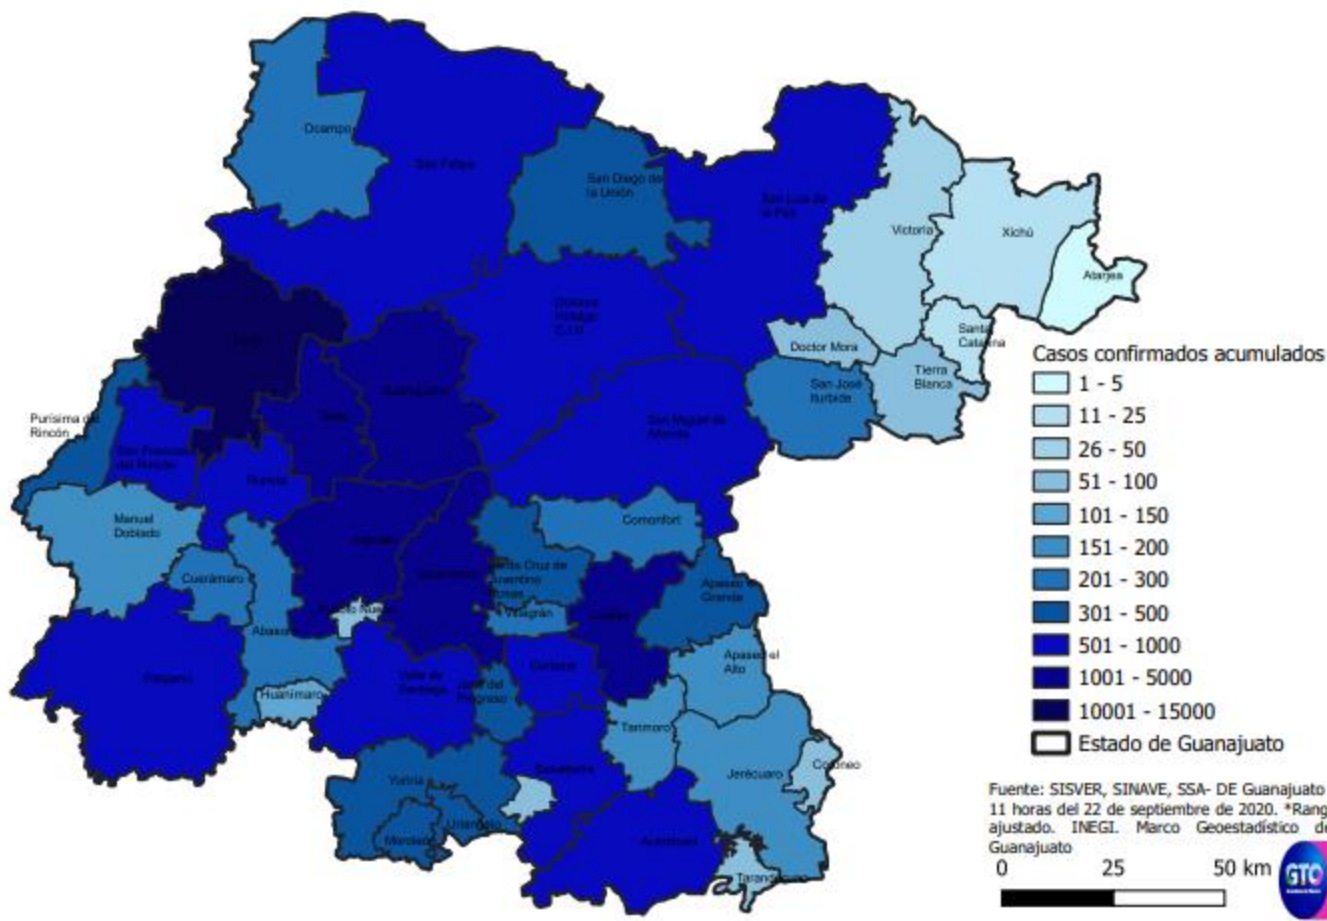 Ocampo
San Felipe
San Diego de
la Unión
San Luis de
la Paz
Victoria
Xichú
Atarjea
Dolores
Hidalgo
C.I.N
Doctor Mora
Santa
Catarina
Tierra
Blanca
San José
Iturbide
Guanajuato
San Miguel de
Allende
Purísima del
Rincón
San Francisco
del Rincón
Manuel
Doblado
Cuerámaro
Comonfort
Santa Cruz de
Juventino
Rosas
Apaseo el
Grande
Pueblo Nuevo
Villagrán
Abasolo
Apaseo el
Alto
Huanímaro
Valle de
Santiago
Jaral del
Progreso
Cortazar
Tarimoro
Jerécuaro
Coroneo
Yuriria
Uriangato
Moroleón
Salvatierra
Acámbaro
Tarandacuao
Casos confirmados acumulados
1 - 5
11 - 25
26 - 50
51 - 100
101 - 150
151 - 200
201 - 300
301 - 500
501 - 1000
1001 - 5000
10001 - 15000
Estado de Guanajuato
Fuente: SISVER, SINAVE, SSA- DE Guanajuato
11 horas del 22 de septiembre de 2020. *Rang
ajustado. INEGI. Marco Geoestadístico de
Guanajuato
0 25 50 km
GTO